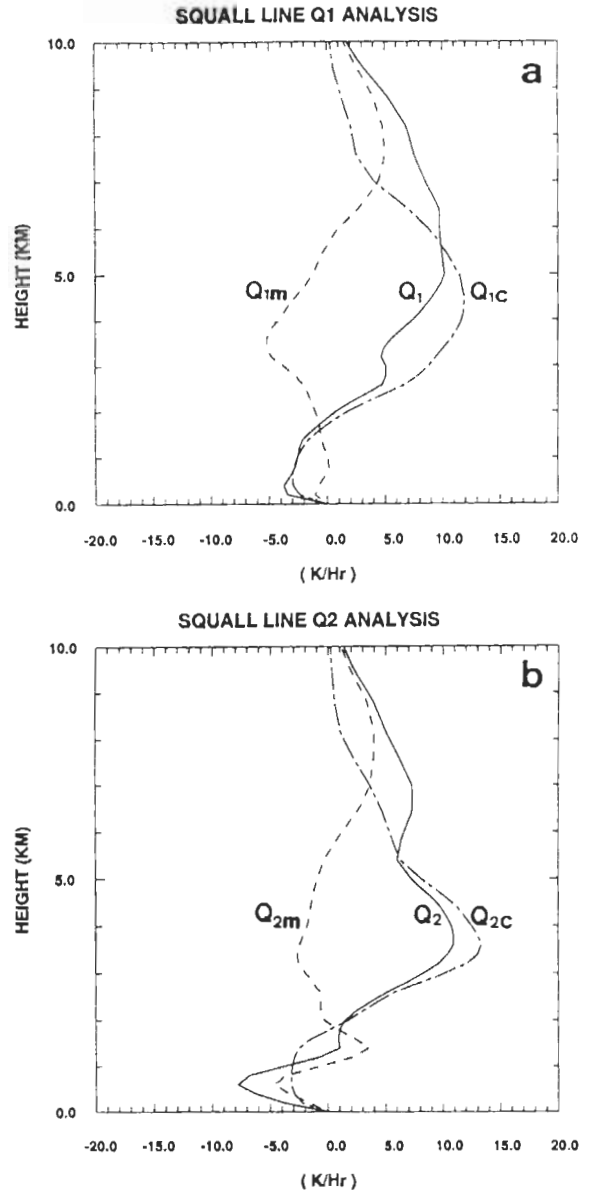 SQUALL LINE Q1 ANALYSIS
10.0
a
HEIGHT (KM)
5.0
Q1m
Q1
Q1c
0.0
-20.0 -15.0 -10.0 -5.0 0.0 5.0 10.0 15.0 20.0
( K/Hr )
SQUALL LINE Q2 ANALYSIS
10.0
b
HEIGHT (KM)
5.0
Q2m
Q2
Q2c
0.0
-20.0 -15.0 -10.0 -5.0 0.0 5.0 10.0 15.0 20.0
( K/Hr )